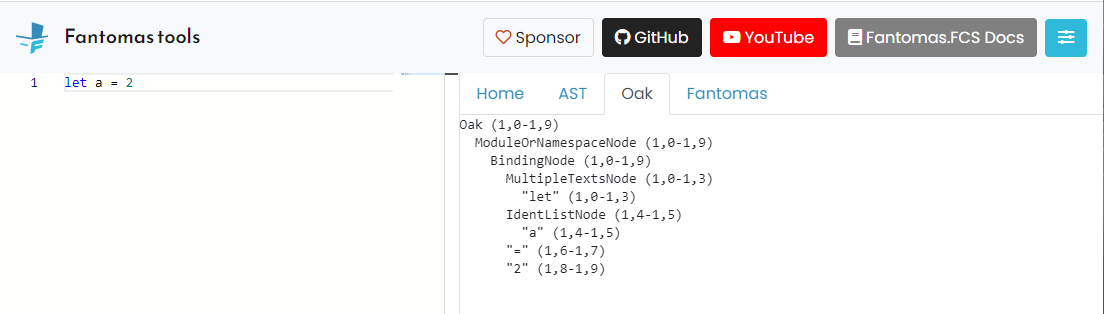 Fantomas tools
Sponsor
GitHub
YouTube
Fantomas.FCS Docs
1 let a = 2
Home AST Oak Fantomas
Oak (1,0-1,9)
ModuleOrNamespaceNode (1,0-1,9)
BindingNode (1,0-1,9)
MultipleTextsNode (1,0-1,3)
"let" (1,0-1,3)
IdentListNode (1,4-1,5)
"a" (1,4-1,5)
"=" (1,6-1,7)
"2" (1,8-1,9)